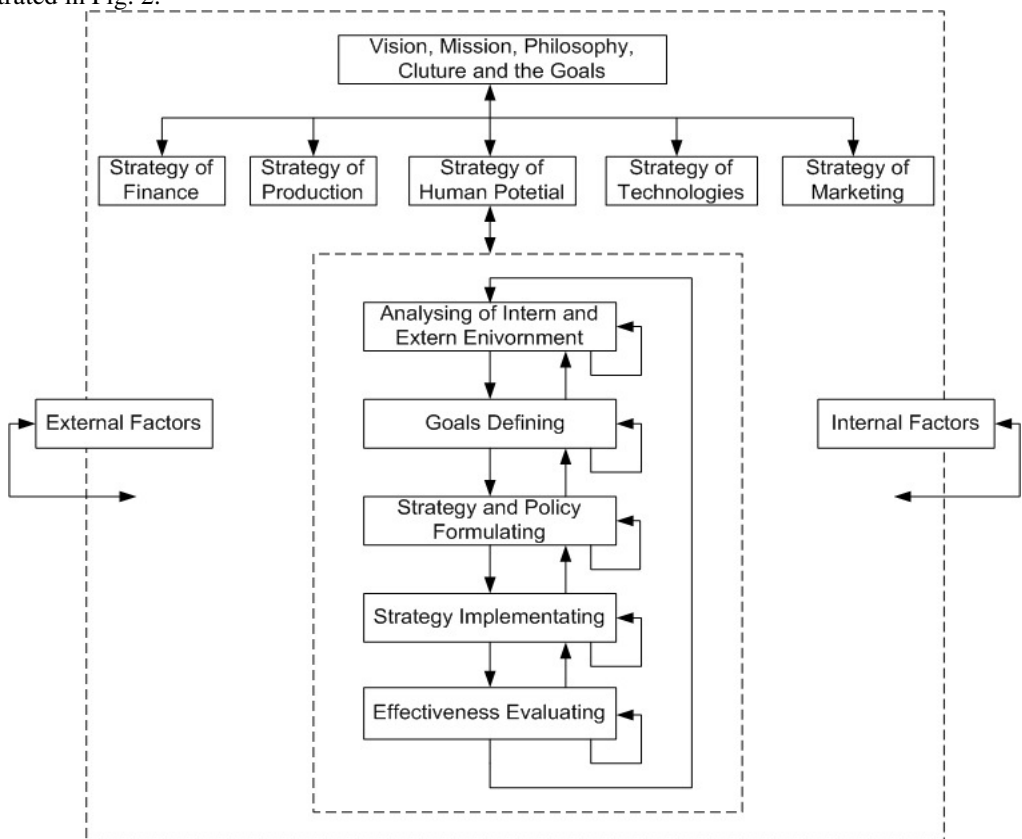 trated in Fig. 2.
Vision, Mission, Philosophy,
Cluture and the Goals
Strategy of
Finance
Strategy of
Production
Strategy of
Human Potetial
Strategy of
Technologies
Strategy of
Marketing
Analysing of Intern and
Extern Enivornment
External Factors
Goals Defining
Internal Factors
Strategy and Policy
Formulating
Strategy Implementating
Effectiveness Evaluating